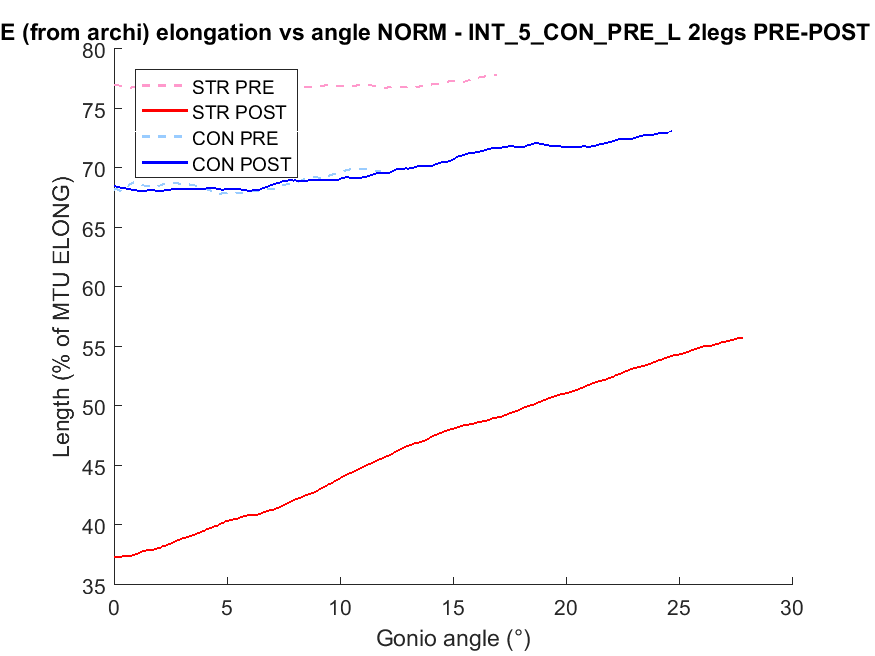 E (from archi) elongation vs angle NORM - INT_5_CON_PRE_L 2legs PRE-POST
80
75
70
65
60
55
50
45
40
35
Length (% of MTU ELONG)
STR PRE
STR POST
CON PRE
CON POST
0 5 10 15 20 25 30
Gonio angle (°)